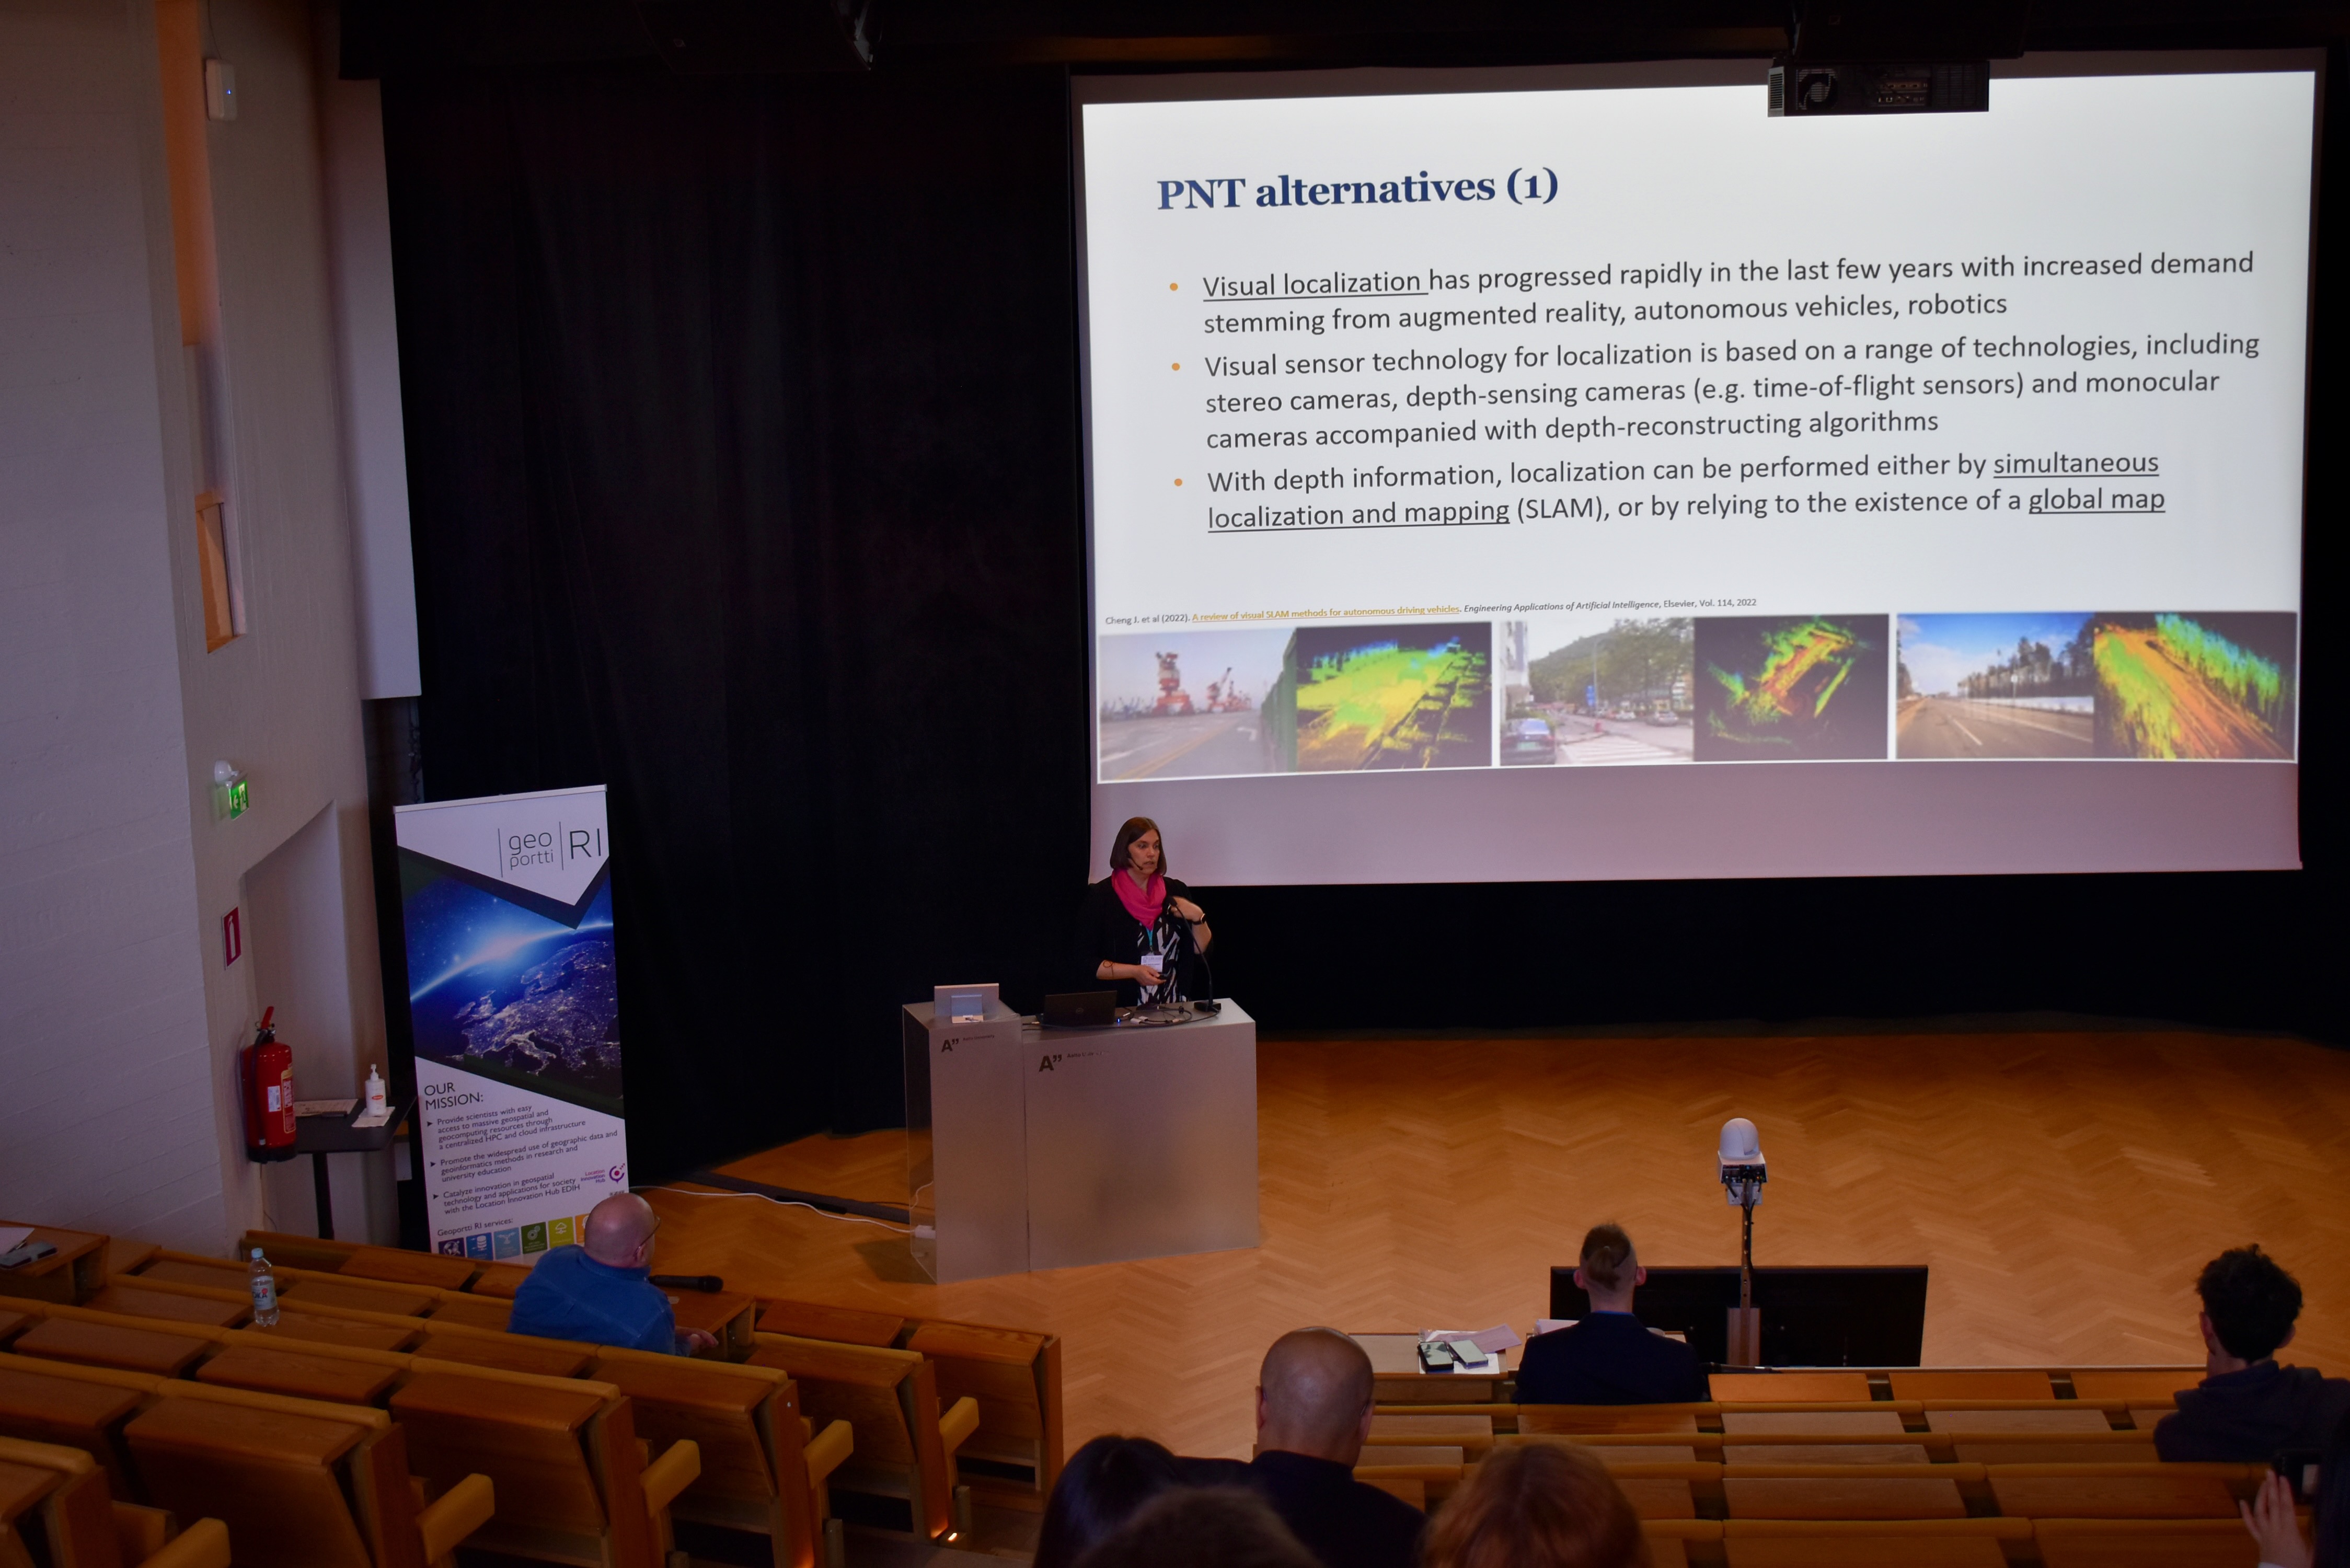 PNT alternatives (1)
• Visual localization has progressed rapidly in the last few years with increased demand
stemming from augmented reality, autonomous vehicles, robotics
• Visual sensor technology for localization is based on a range of technologies, including
stereo cameras, depth-sensing cameras (e.g. time-of-flight sensors) and monocular
cameras accompanied with depth-reconstructing algorithms
• With depth information, localization can be performed either by simultaneous
localization and mapping (SLAM), or by relying to the existence of a global map
Cheng J. et al (2022). A review of visual SLAM methods for autonomous driving vehicles. Engineering Applications of Artificial Intelligence, Elsevier, Vol. 114, 2022
geo
portti
RI
OUR
MISSION:
Provide scientists with easy
access to massive geospatial and
geocomputing resources through
a centralized HPC and cloud infrastructure
Promote the widespread use of geographic data and
geoinformatics methods in research and
university education
Catalyze innovation in geospatial
technology and applications for society
with the Location Innovation Hub EDIH
Location
Innovation
Hub
Geoportti RI services:
A”
A”